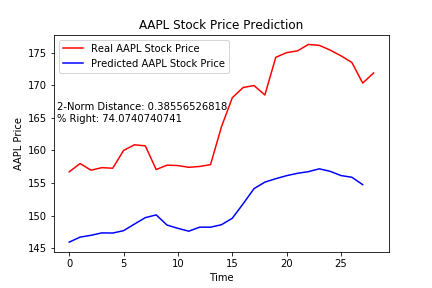 AAPL Stock Price Prediction
Real AAPL Stock Price
Predicted AAPL Stock Price
2-Norm Distance: 0.38556526818
% Right: 74.0740740741
AAPL Price
175
170
165
160
155
150
145
0
5
10
15
20
25
Time